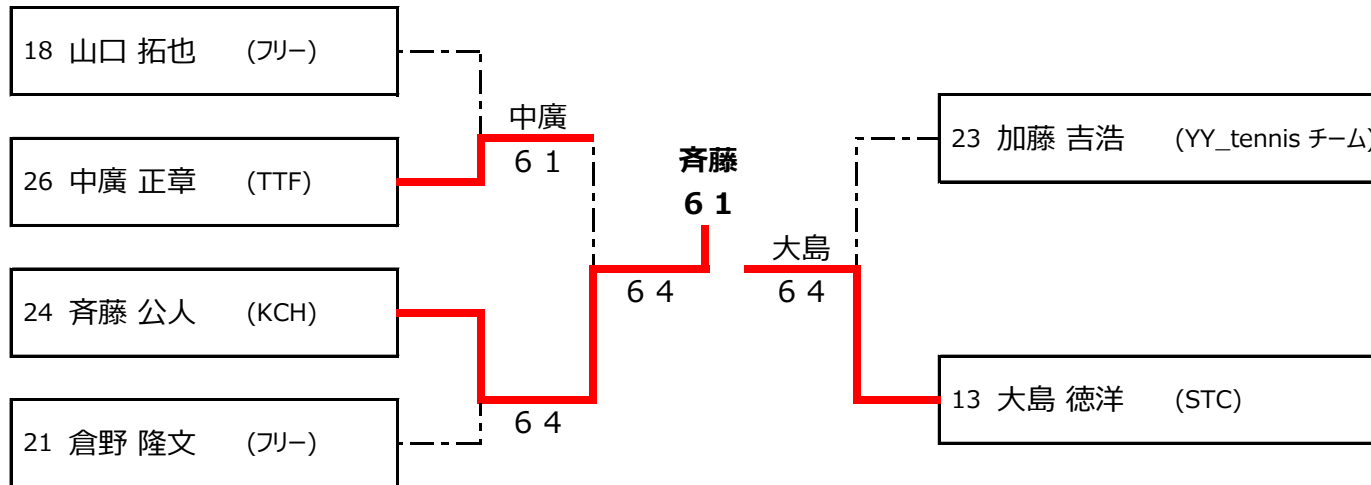 18 山口 拓也 (フリー)
26 中廣 正章 (TTF)
24 斉藤 公人 (KCH)
21 倉野 隆文 (フリー)
中廣
6 1
6 4
6 4
斉藤
6 1
大島
6 4
23 加藤 吉浩 (YY_tennis チーム)
13 大島 徳洋 (STC)